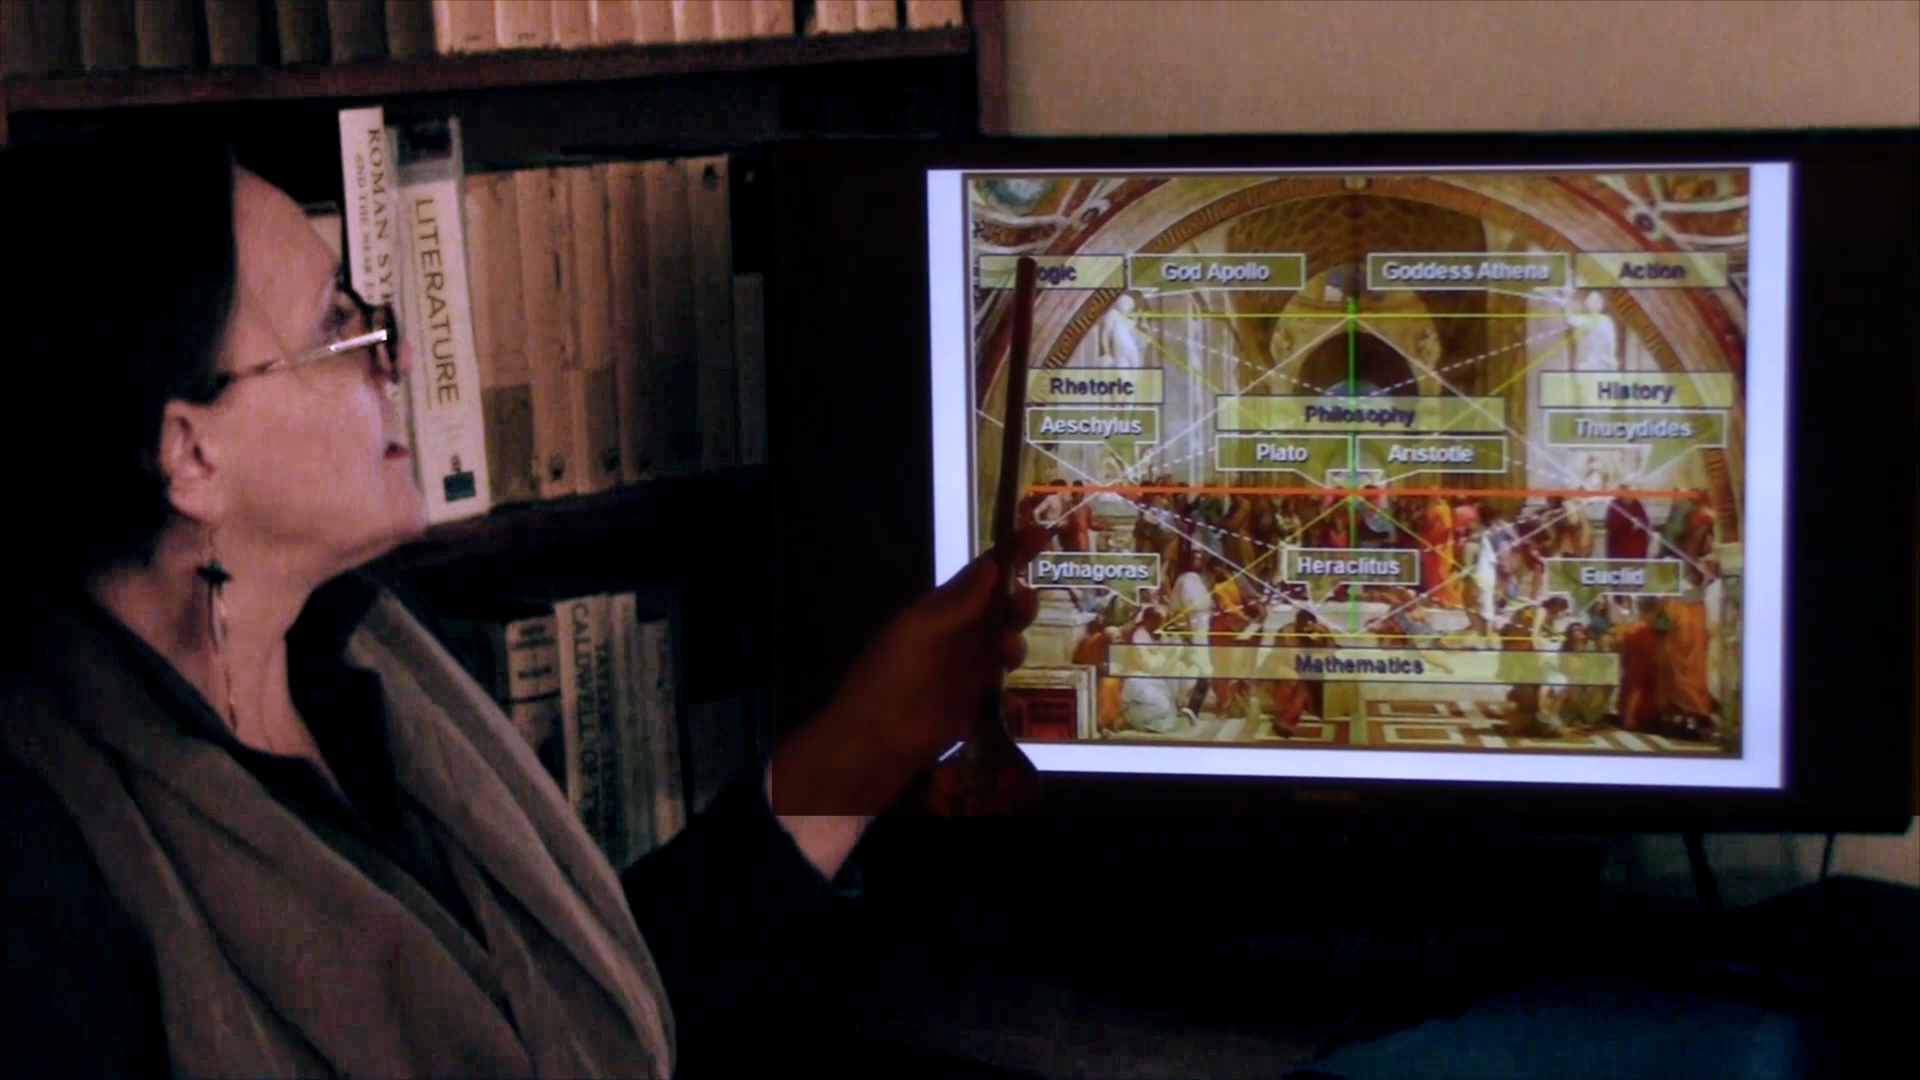 ROMAN SY
LITERATURE
ogic
God Apollo
Goddess Athena
Action
Rhetoric
History
Aeschylus
Philosophy
Thucydides
Plato
Aristotle
Pythagoras
Heraclitus
Euclid
Mathematics